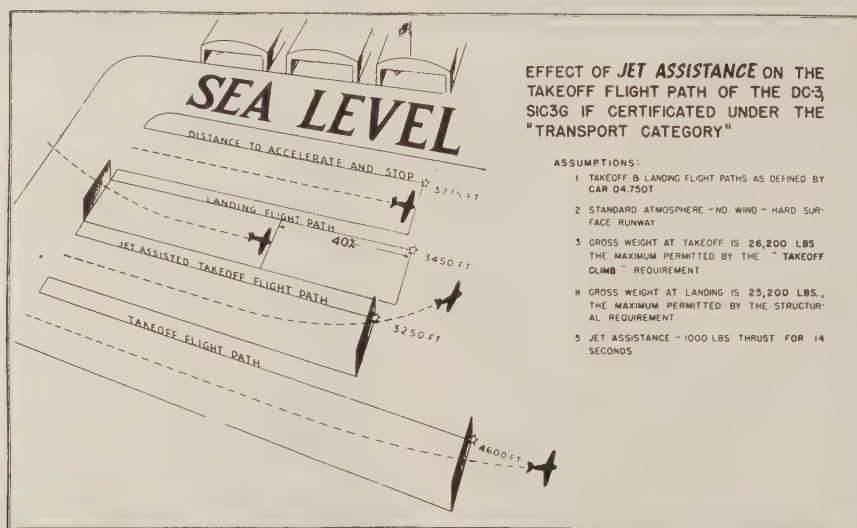 SEA LEVEL
DISTANCE TO ACCELERATE AND STOP
3275 FT
LANDING FLIGHT PATH
40%
3450 FT
JET ASSISTED TAKEOFF FLIGHT PATH
3250 FT
TAKEOFF FLIGHT PATH
4600 FT
EFFECT OF JET ASSISTANCE ON THE
TAKEOFF FLIGHT PATH OF THE DC-3,
SIC3G IF CERTIFICATED UNDER THE
"TRANSPORT CATEGORY"
ASSUMPTIONS:
1 TAKEOFF & LANDING FLIGHT PATHS AS DEFINED BY
CAR 04.750T
2 STANDARD ATMOSPHERE - NO WIND - HARD SUR-
FACE RUNWAY
3 GROSS WEIGHT AT TAKEOFF IS 26,200 LBS
THE MAXIMUM PERMITTED BY THE "TAKEOFF
CLIMB" REQUIREMENT
GROSS WEIGHT AT LANDING IS 25,200 LBS.,
THE MAXIMUM PERMITTED BY THE STRUCTUR-
AL REQUIREMENT
5 JET ASSISTANCE - 1000 LBS THRUST FOR 14
SECONDS